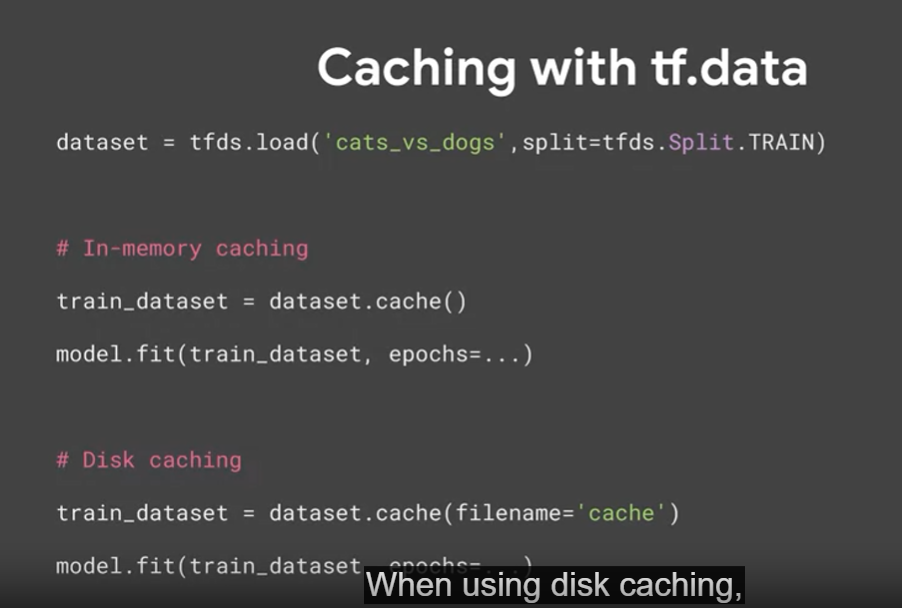 Caching with tf.data
dataset = tfds.load('cats_vs_dogs',split=tfds.Split.TRAIN)
# In-memory caching
train_dataset = dataset.cache()
model.fit(train_dataset, epochs=...)
# Disk caching
train_dataset = dataset.cache(filename='cache')
model.fit(train_dataset, epochs=...)
When using disk caching,